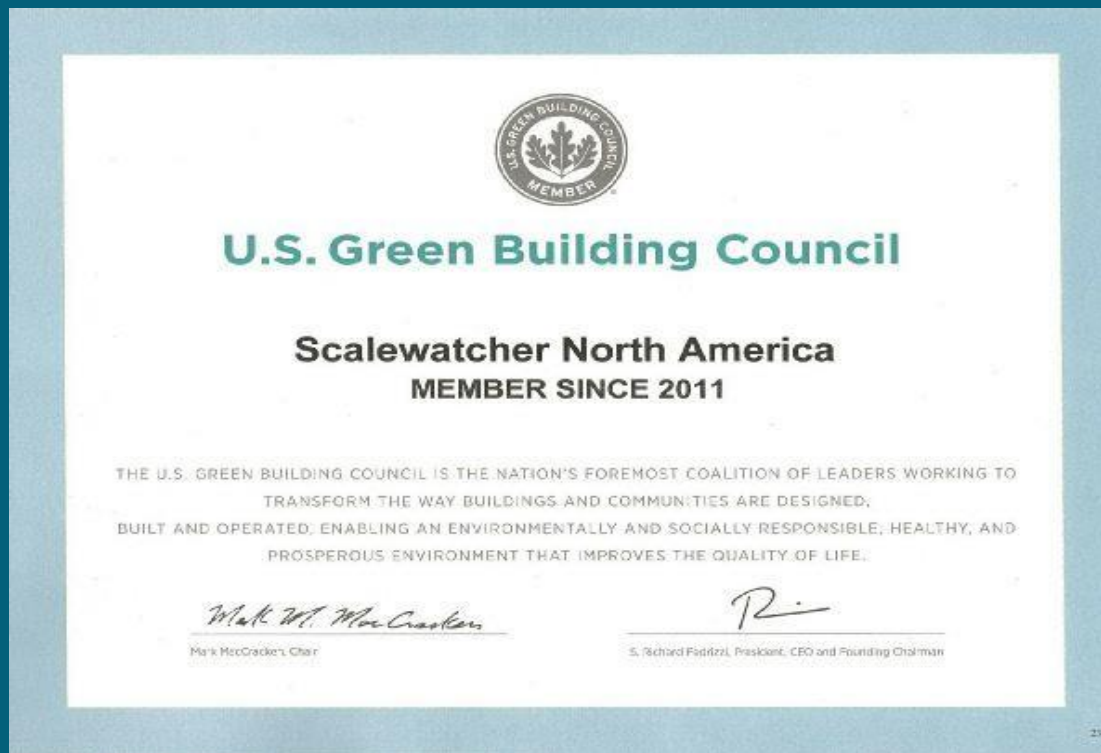 U.S. GREEN BUILDING COUNCIL
MEMBER
U.S. Green Building Council
Scalewatcher North America
MEMBER SINCE 2011
THE U.S. GREEN BUILDING COUNCIL IS THE NATION'S FOREMOST COALITION OF LEADERS WORKING TO
TRANSFORM THE WAY BUILDINGS AND COMMUNITIES ARE DESIGNED,
BUILT AND OPERATED, ENABLING AN ENVIRONMENTALLY AND SOCIALLY RESPONSIBLE, HEALTHY, AND
PROSPEROUS ENVIRONMENT THAT IMPROVES THE QUALITY OF LIFE.
Mark M. MacCracken
Mark MacCracken, Chair
S. Richard Fedrizzi, President, CEO and Founding Chairman